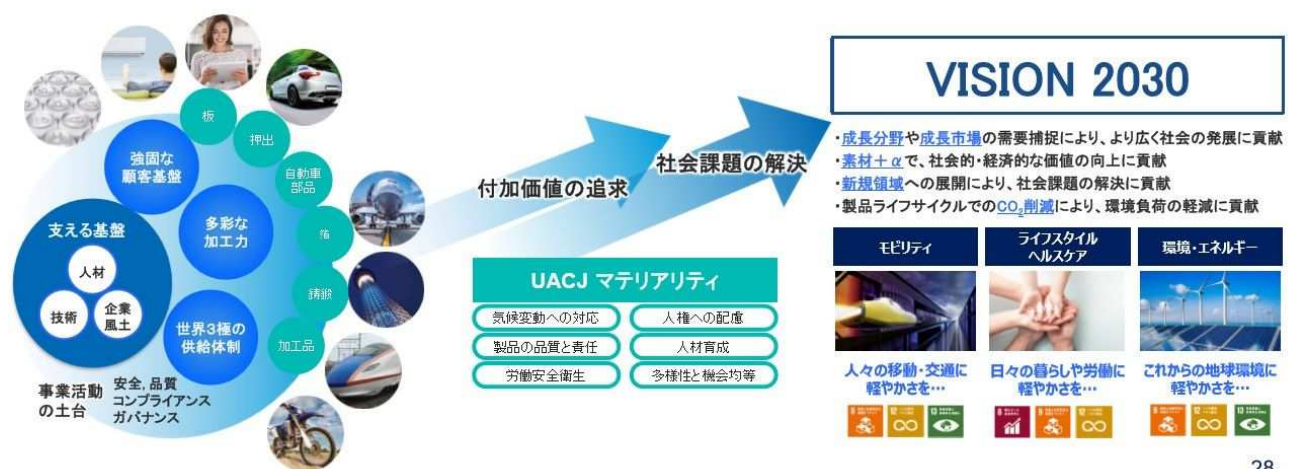 板
押出
自動車
部品
箔
鋳鍛
加工品
強固な
顧客基盤
多彩な
加工力
世界3極の
供給体制
支える基盤
人材
技術
企業
風土
事業活動
の土台
安全,品質
コンプライアンス
ガバナンス
付加価値の追求
社会課題の解決
UACJ マテリアリティ
気候変動への対応
人権への配慮
製品の品質と責任
人材育成
労働安全衛生
多様性と機会均等
VISION 2030
・成長分野や成長市場の需要捕捉により、より広く社会の発展に貢献
・素材+αで、社会的・経済的な価値の向上に貢献
・新規領域への展開により、社会課題の解決に貢献
・製品ライフサイクルでのCO₂削減により、環境負荷の軽減に貢献
モビリティ
ライフスタイル
ヘルスケア
環境・エネルギー
人々の移動・交通に
軽やかさを…
日々の暮らしや労働に
軽やかさを…
これからの地球環境に
軽やかさを…
9
12
13
8
9
12
9
12
13
28